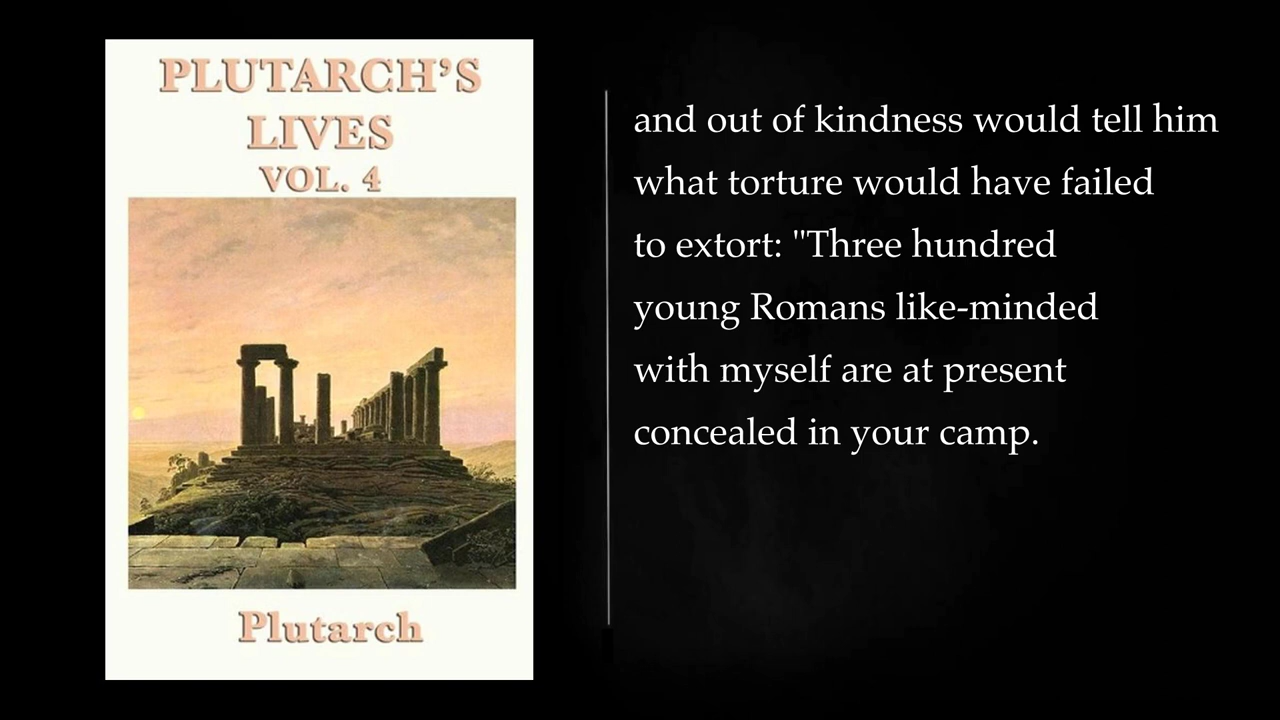 PLUTARCH'S
LIVES
VOL. 4
Plutarch
and out of kindness would tell him
what torture would have failed
to extort: "Three hundred
young Romans like-minded
with myself are at present
concealed in your camp.